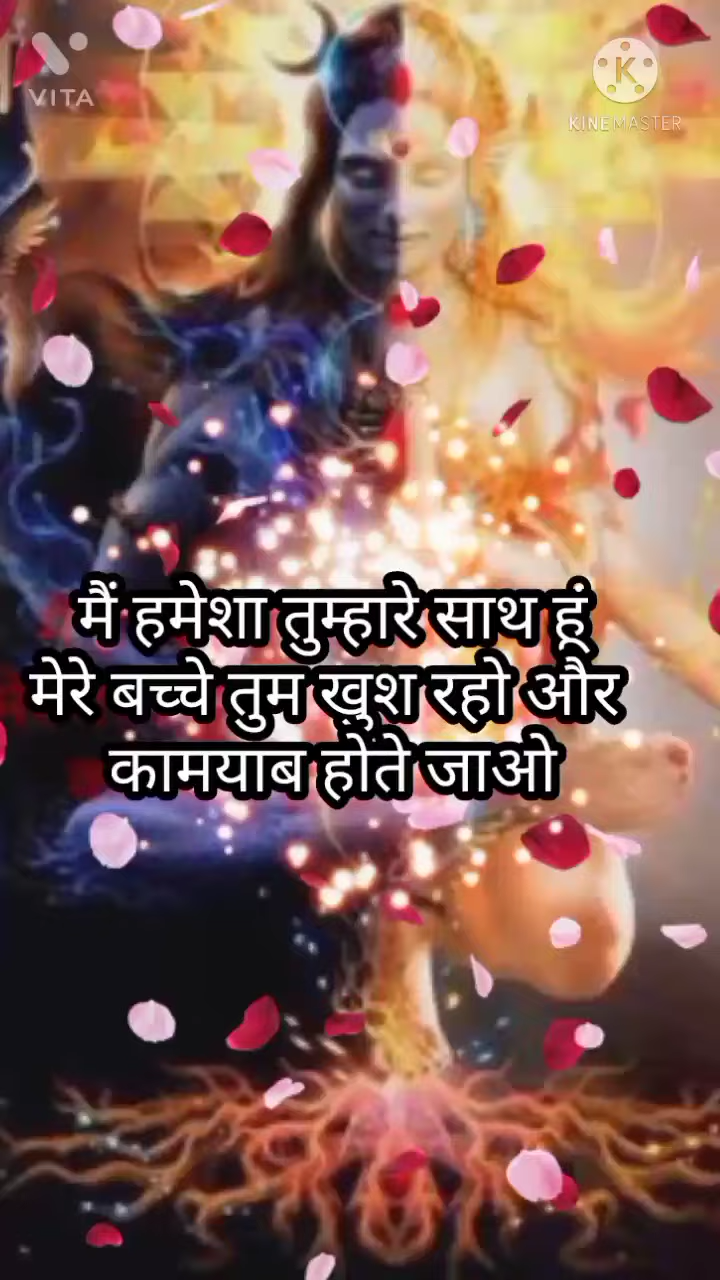 VITA
K
KINEMASTER
मैं हमेशा तुम्हारे साथ हूं
मेरे बच्चे तुम खुश रहो और
कामयाब होते जाओ